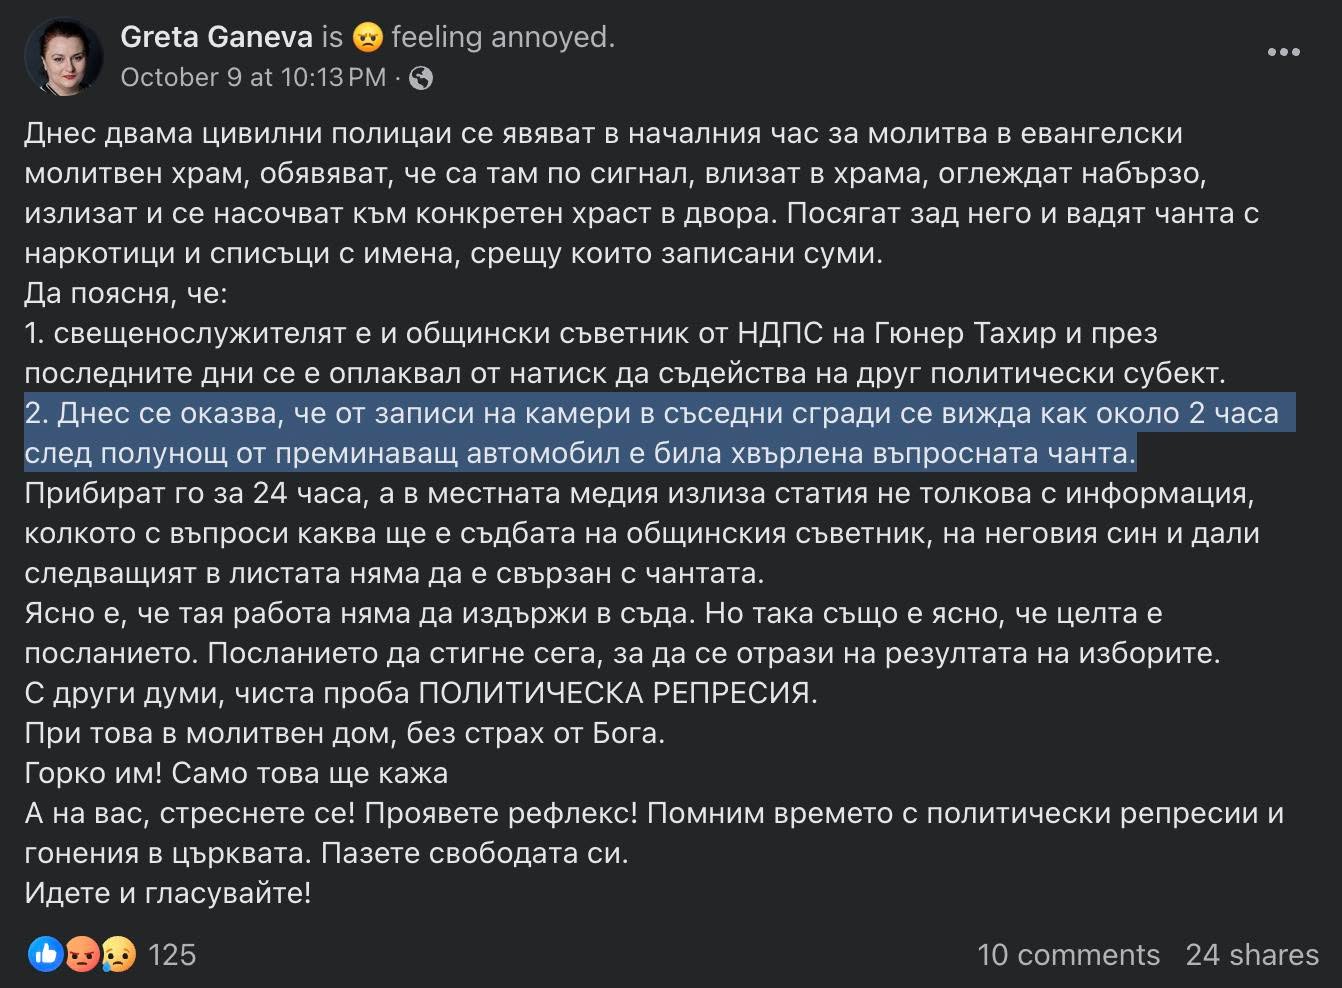 Greta Ganeva is 😠 feeling annoyed.
October 9 at 10:13 PM ·
Днес двама цивилни полицаи се явяват в началния час за молитва в евангелски
молитвен храм, обявяват, че са там по сигнал, влизат в храма, оглеждат набързо,
излизат и се насочват към конкретен храст в двора. Посягат зад него и вадят чанта с
наркотици и списъци с имена, срещу които записани суми.
Да поясня, че:
1. свещенослужителят е и общински съветник от НДПС на Гюнер Тахир и през
последните дни се е оплаквал от натиск да съдейства на друг политически субект.
2. Днес се оказва, че от записи на камери в съседни сгради се вижда как около 2 часа
след полунощ от преминаващ автомобил е била хвърлена въпросната чанта.
Прибират го за 24 часа, а в местната медия излиза статия не толкова с информация,
колкото с въпроси каква ще е съдбата на общинския съветник, на неговия син и дали
следващият в листата няма да е свързан с чантата.
Ясно е, че тая работа няма да издържи в съда. Но така също е ясно, че целта е
посланието. Посланието да стигне сега, за да се отрази на резултата на изборите.
С други думи, чиста проба ПОЛИТИЧЕСКА РЕПРЕСИЯ.
При това в молитвен дом, без страх от Бога.
Горко им! Само това ще кажа
А на вас, стреснете се! Проявете рефлекс! Помним времето с политически репресии и
гонения в църквата. Пазете свободата си.
Идете и гласувайте!
125 10 comments 24 shares